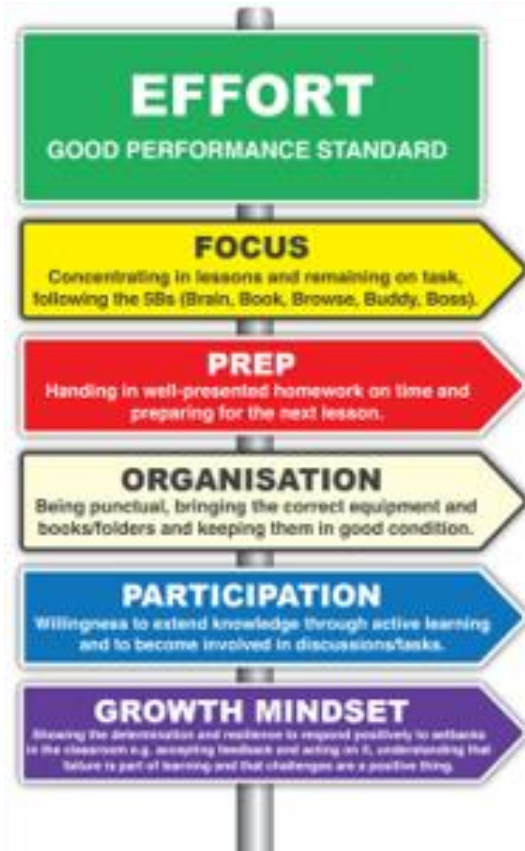 EFFORT
GOOD PERFORMANCE STANDARD
FOCUS
Concentrating in lessons and remaining on task,
following the 5Bs (Brain, Book, Browse, Buddy, Boss).
PREP
Handing in well-presented homework on time and
preparing for the next lesson.
ORGANISATION
Being punctual, bringing the correct equipment and
books/folders and keeping them in good condition.
PARTICIPATION
Willingness to extend knowledge through active learning
and to become involved in discussions/tasks.
GROWTH MINDSET
Showing the determination and resilience to respond positively to setbacks
in the classroom e.g. accepting feedback and acting on it, understanding that
failure is part of learning and that challenges are a positive thing.